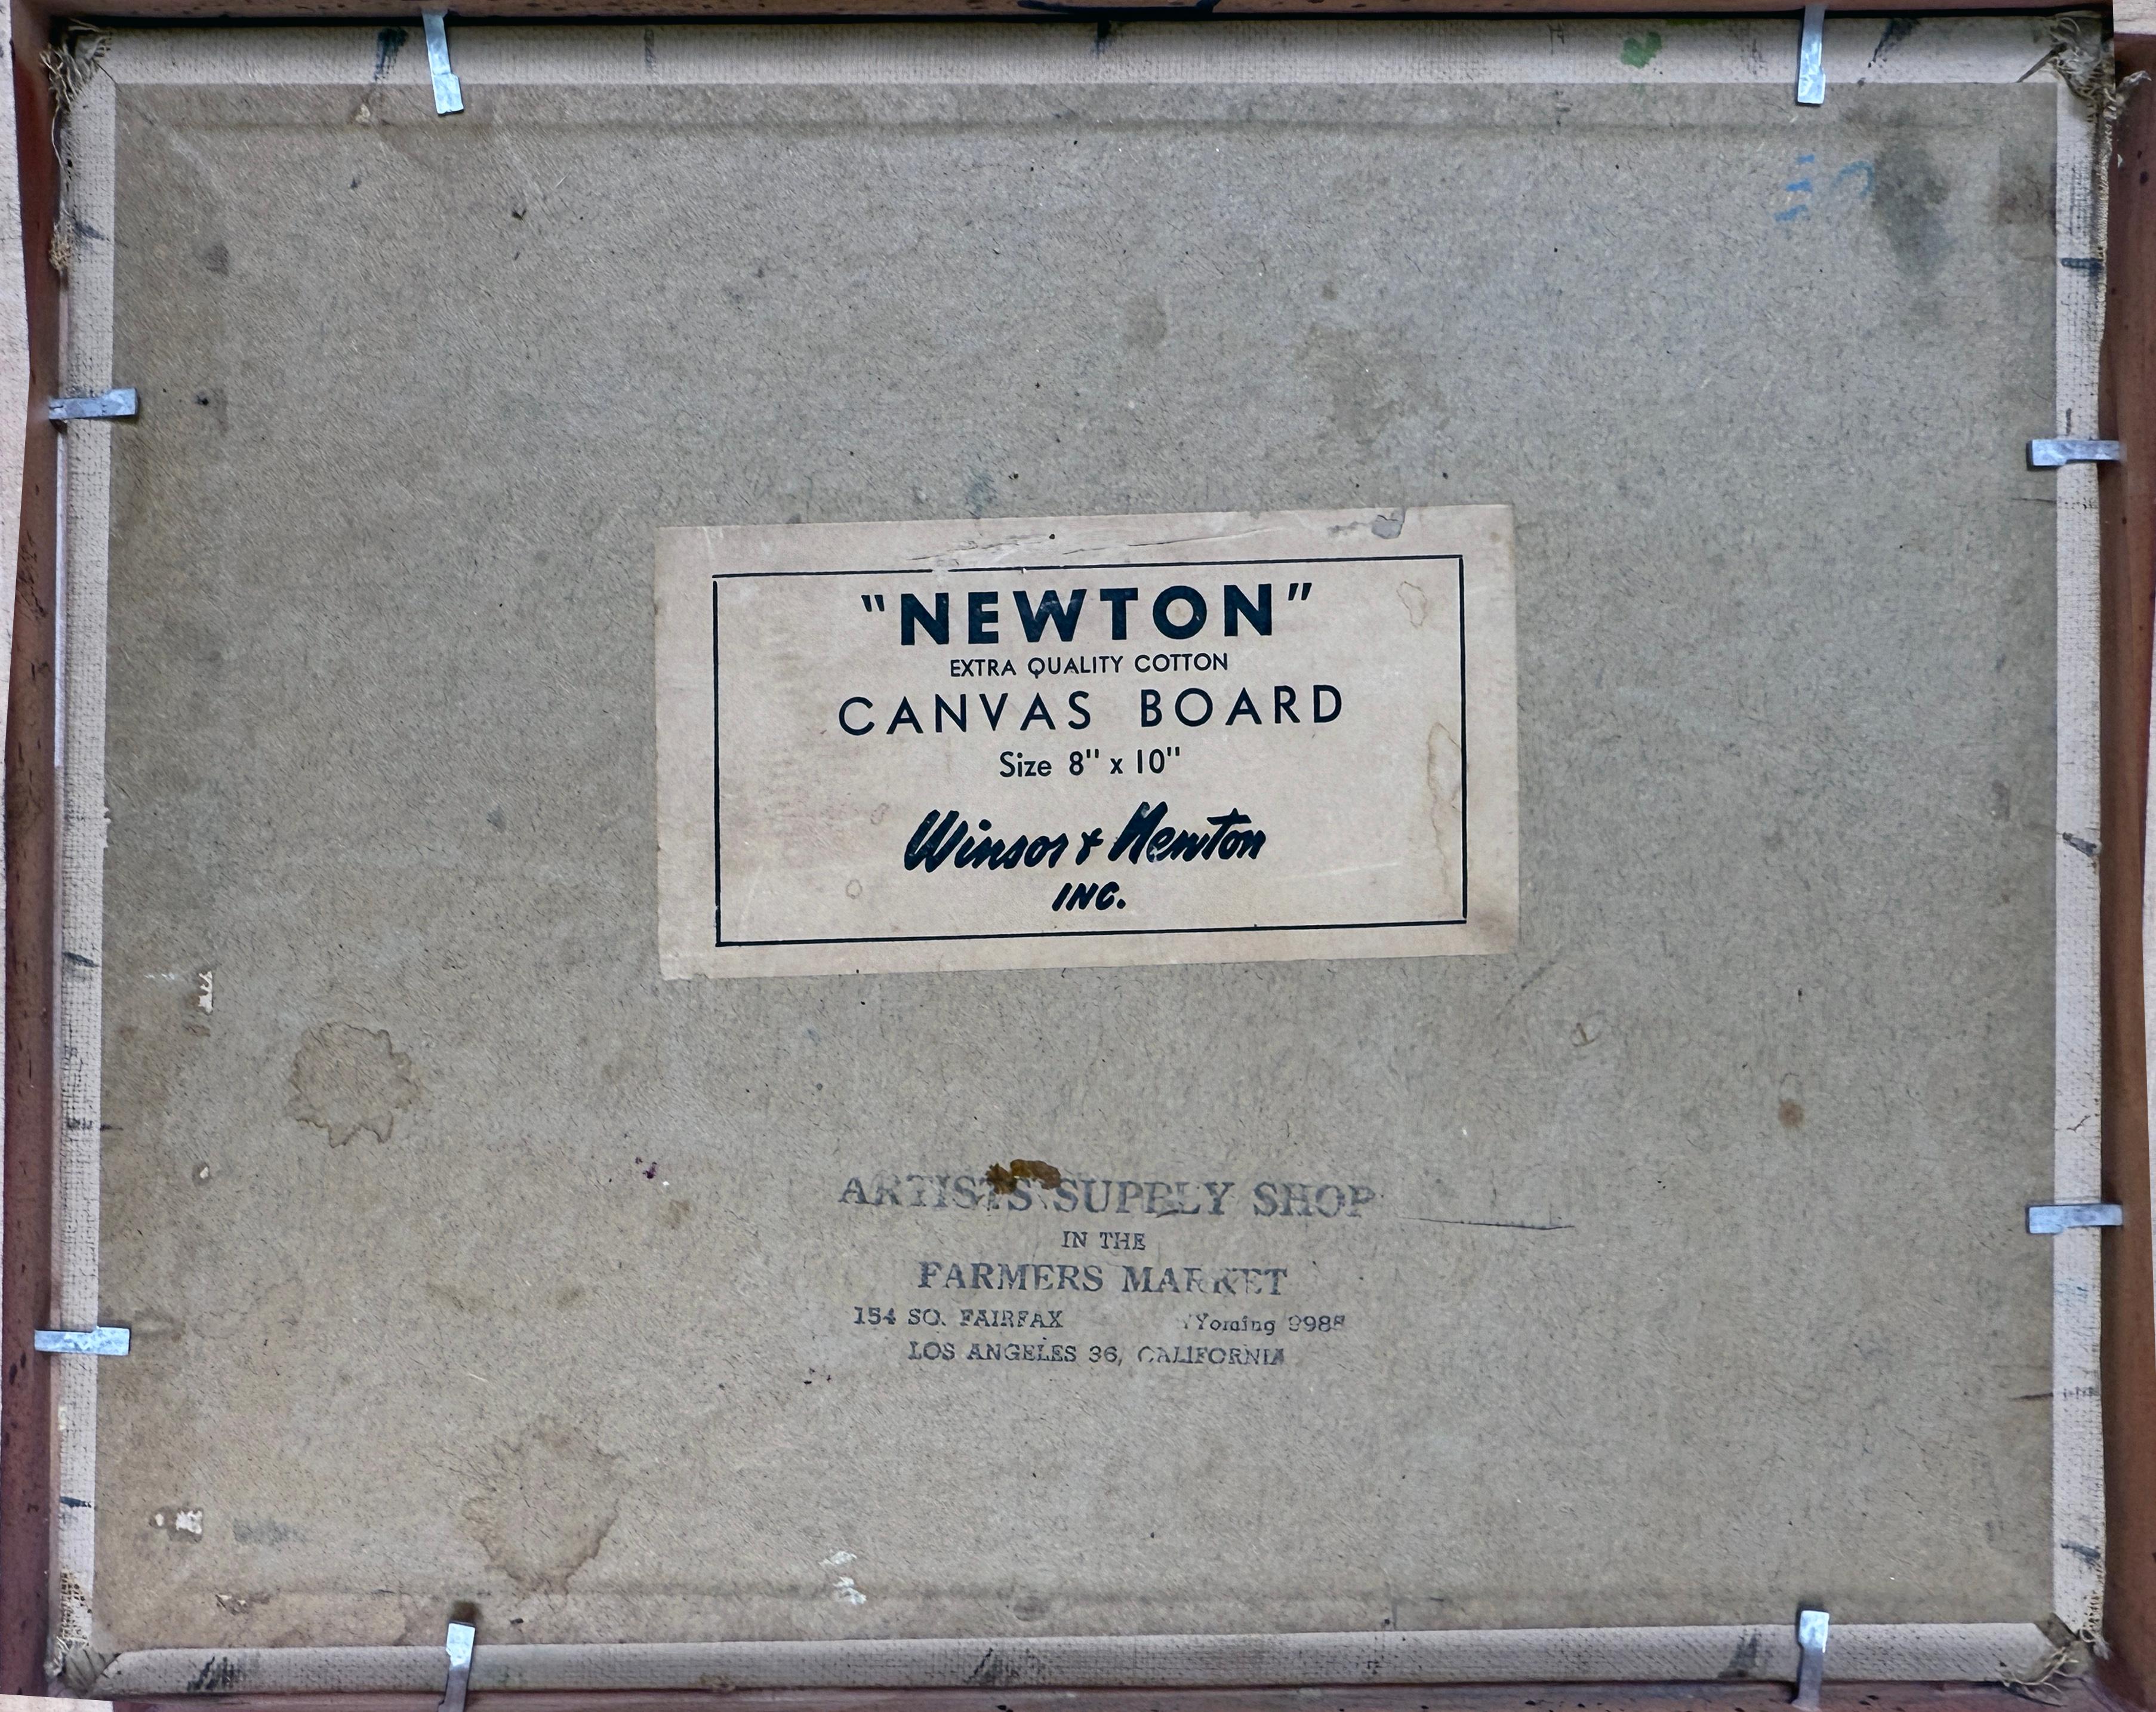 "NEWTON"
EXTRA QUALITY COTTON
CANVAS BOARD
Size 8" x 10"
Winsor & Newton
INC.
ARTISTS SUPPLY SHOP
IN THE
FARMERS MARKET
154 SO. FAIRFAX
LOS ANGELES 36, CALIFORNIA